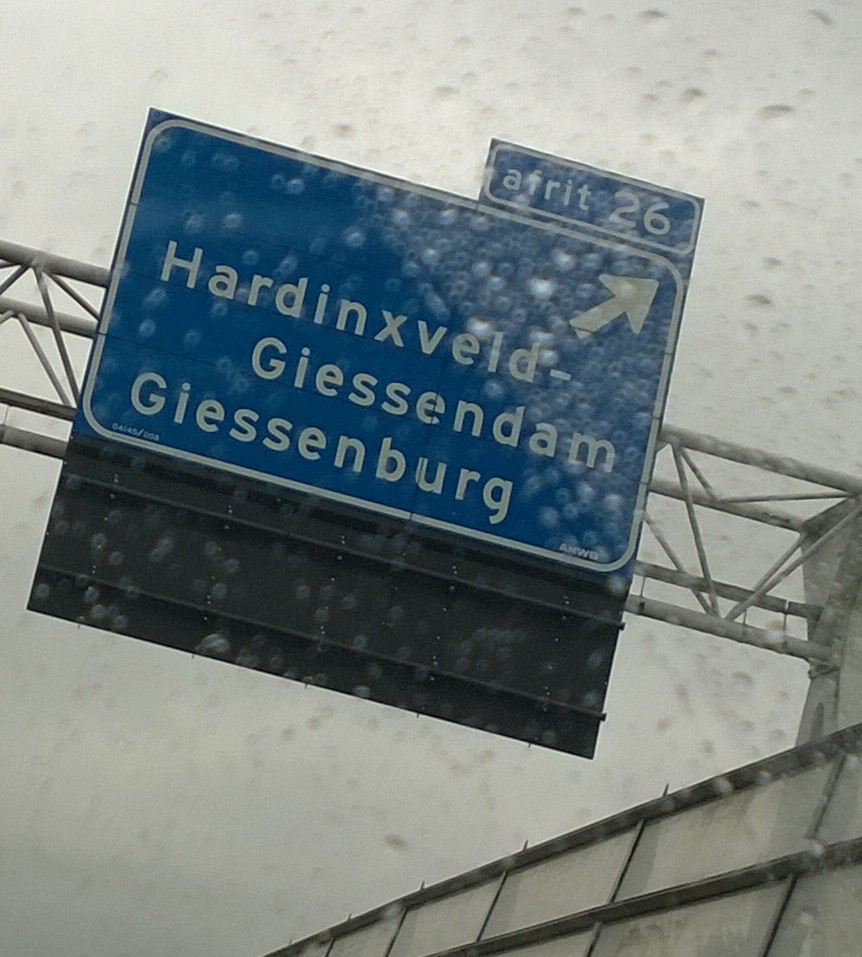 afrit 26
Hardinxveld-
Giessendam
Giessenburg
ANWB